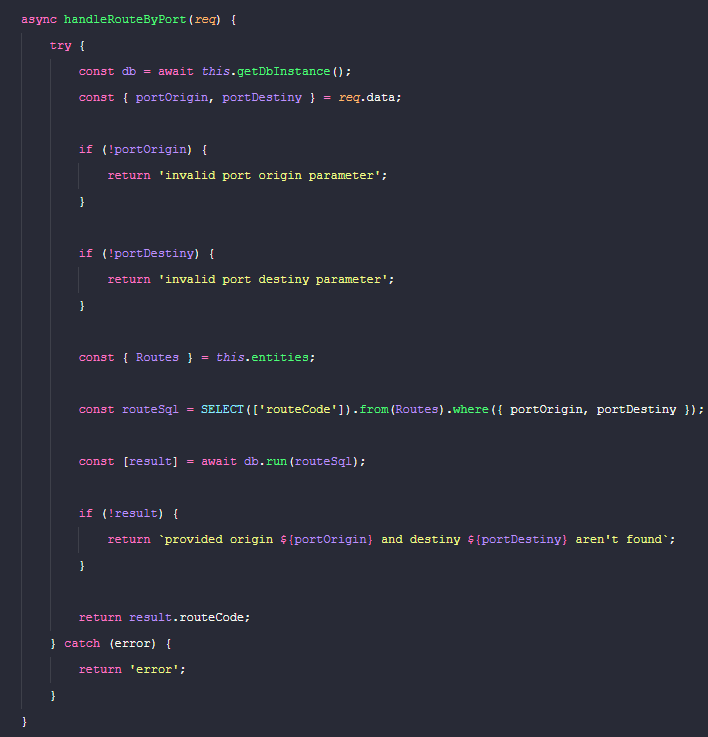 async handleRouteByPort(req) {
    try {
        const db = await this.getDbInstance();
        const { portOrigin, portDestiny } = req.data;

        if (!portOrigin) {
            return 'invalid port origin parameter';
        }

        if (!portDestiny) {
            return 'invalid port destiny parameter';
        }

        const { Routes } = this.entities;

        const routeSql = SELECT(['routeCode']).from(Routes).where({ portOrigin, portDestiny });

        const [result] = await db.run(routeSql);

        if (!result) {
            return `provided origin ${portOrigin} and destiny ${portDestiny} aren't found`;
        }

        return result.routeCode;
    } catch (error) {
        return 'error';
    }
}